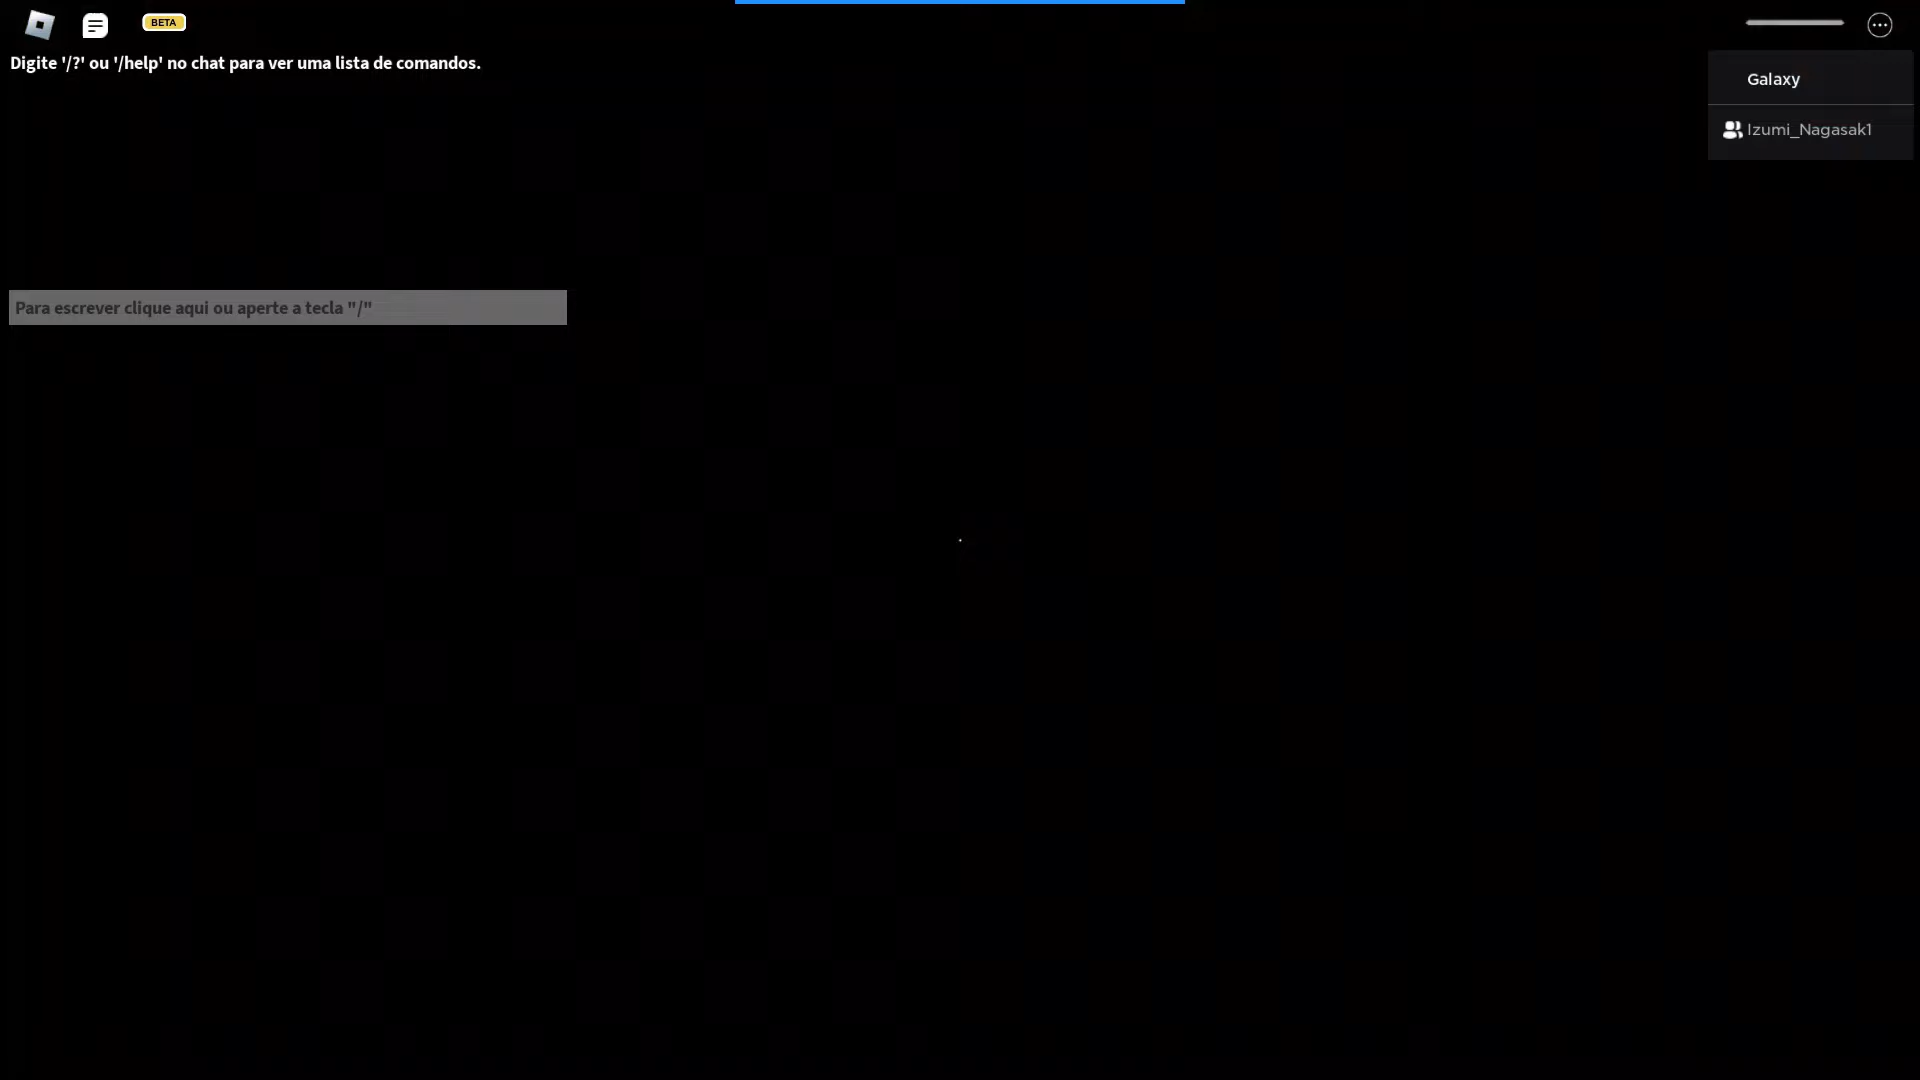 BETA
Digite '/?' ou '/help' no chat para ver uma lista de comandos.
Galaxy
Izumi_Nagasak1
Para escrever clique aqui ou aperte a tecla "/"